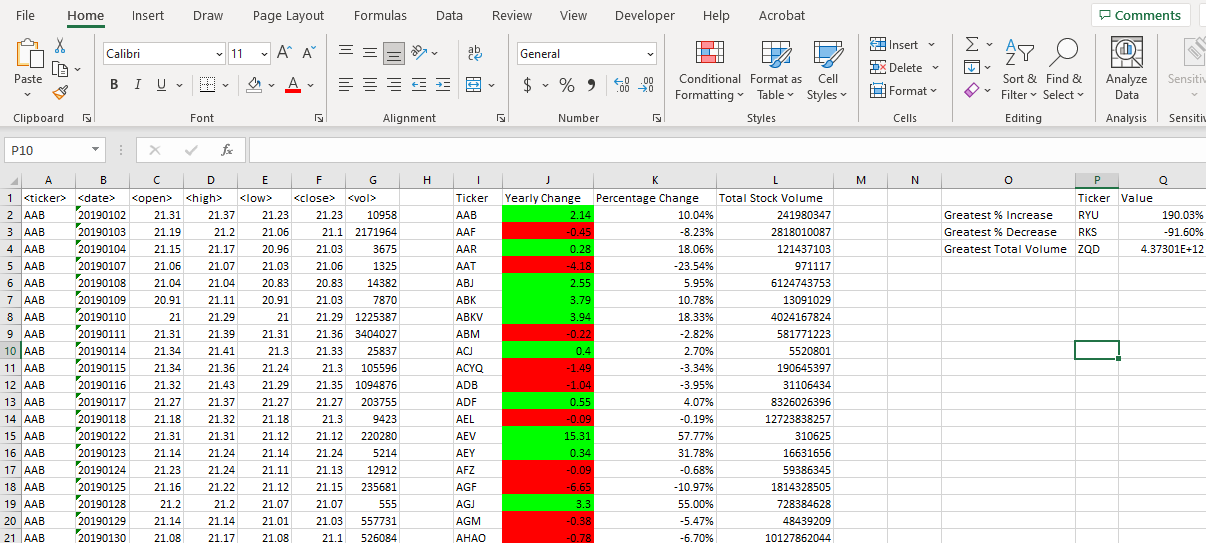 File Home Insert Draw Page Layout Formulas Data Review View Developer Help Acrobat Comments
Calibri 11 ab c General Insert Σ
Paste Conditional Format as Cell Delete Sort & Find & Analyze Sensitiv
B I U A $ % Formatting Table Styles Format Filter Select Data
Clipboard Font Alignment Number Styles Cells Editing Analysis Sensitiv
P10 fx
A B C D E F G H I J K L M N O P Q
1 <ticker> <date> <open> <high> <low> <close> <vol> Ticker Yearly Change Percentage Change Total Stock Volume Ticker Value
2 AAB 20190102 21.31 21.37 21.23 21.23 10958 AAB 2.14 10.04% 241980347 Greatest % Increase RYU 190.03%
3 AAB 20190103 21.19 21.2 21.06 21.1 2171964 AAF -0.45 -8.23% 2818010087 Greatest % Decrease RKS -91.60%
4 AAB 20190104 21.15 21.17 20.96 21.03 3675 AAR 0.28 18.06% 121437103 Greatest Total Volume ZQD 4.37301E+12
5 AAB 20190107 21.06 21.07 21.03 21.06 1325 AAT -4.18 -23.54% 971117
6 AAB 20190108 21.04 21.04 20.83 20.83 14382 ABJ 2.55 5.95% 6124743753
7 AAB 20190109 20.91 21.11 20.91 21.03 7870 ABK 3.79 10.78% 13091029
8 AAB 20190110 21 21.29 21 21.29 1225387 ABKV 3.94 18.33% 4024167824
9 AAB 20190111 21.31 21.39 21.31 21.36 3404027 ABM -0.22 -2.82% 581771223
10 AAB 20190114 21.34 21.41 21.3 21.33 25837 ACJ 0.4 2.70% 5520801
11 AAB 20190115 21.34 21.36 21.24 21.3 105596 ACYQ -1.49 -3.34% 190645397
12 AAB 20190116 21.32 21.43 21.29 21.35 1094876 ADB -1.04 -3.95% 31106434
13 AAB 20190117 21.27 21.37 21.27 21.27 203755 ADF 0.55 4.07% 8326026396
14 AAB 20190118 21.18 21.32 21.18 21.3 9423 AEL -0.09 -0.19% 12723838257
15 AAB 20190122 21.31 21.31 21.12 21.12 220280 AEV 15.31 57.77% 310625
16 AAB 20190123 21.14 21.24 21.14 21.24 5214 AEY 0.34 31.78% 16631656
17 AAB 20190124 21.23 21.24 21.11 21.13 12912 AFZ -0.09 -0.68% 59386345
18 AAB 20190125 21.16 21.22 21.12 21.15 235681 AGF -6.65 -10.97% 1814328505
19 AAB 20190128 21.2 21.2 21.07 21.07 555 AGJ 3.3 55.00% 728384628
20 AAB 20190129 21.14 21.14 21.01 21.03 557731 AGM -0.38 -5.47% 48439209
21 AAB 20190130 21.08 21.17 21.08 21.1 526084 AHAO -0.78 -6.70% 10127862044